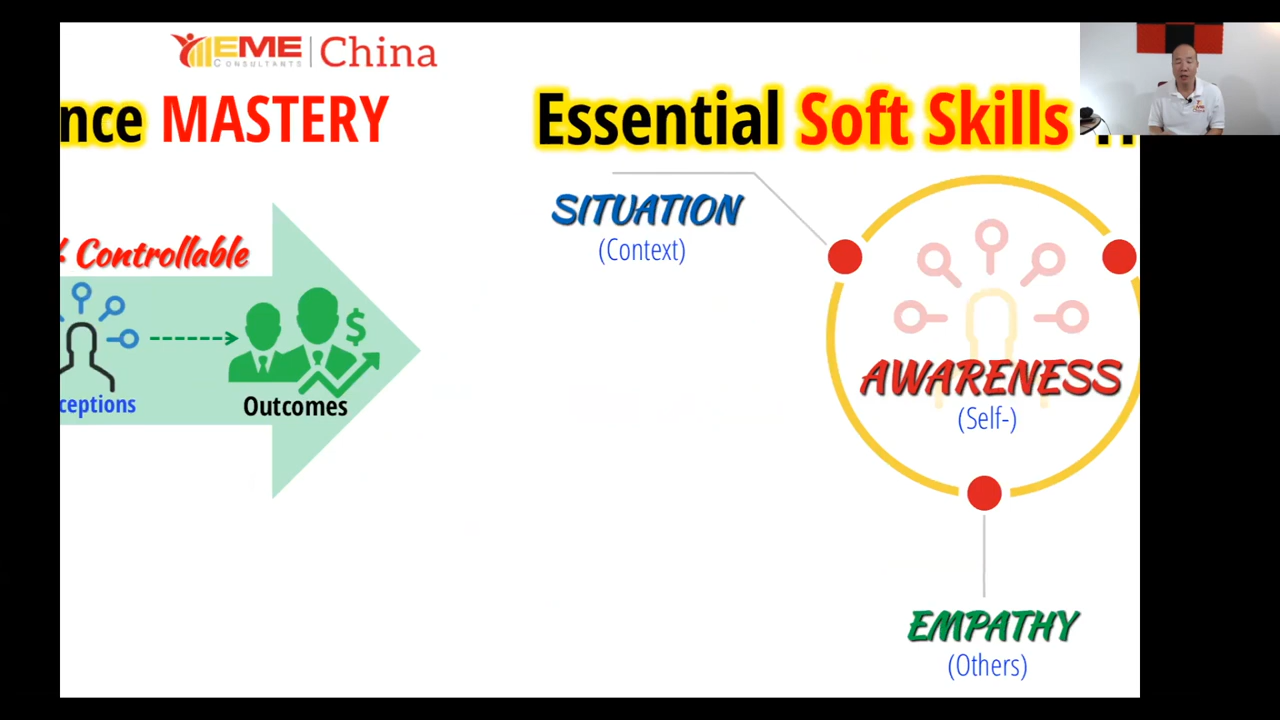 EME | China
CONSULTANTS
nce MASTERY
Essential Soft Skills
SITUATION
(Context)
Controllable
$
ceptions
Outcomes
AWARENESS
(Self-)
EMPATHY
(Others)